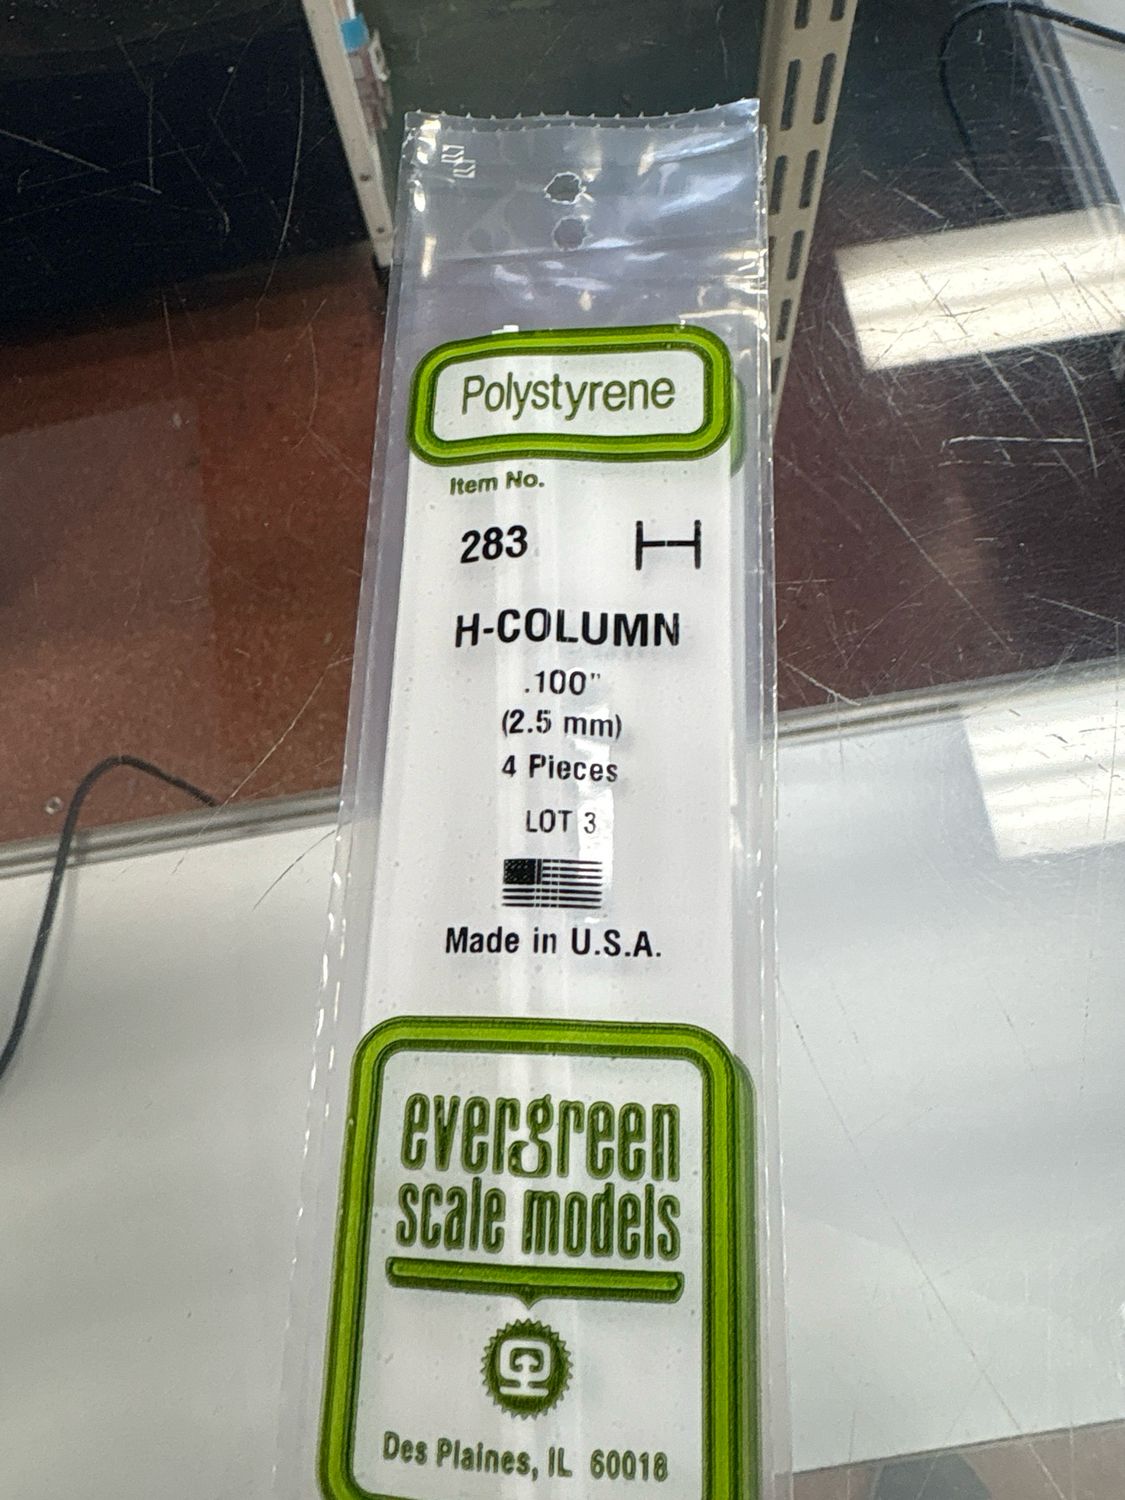 Polystyrene
Item No.
283
H-COLUMN
.100"
(2.5 mm)
4 Pieces
LOT 3
Made in U.S.A.
evergreen
scale models
Des Plaines, IL 60018